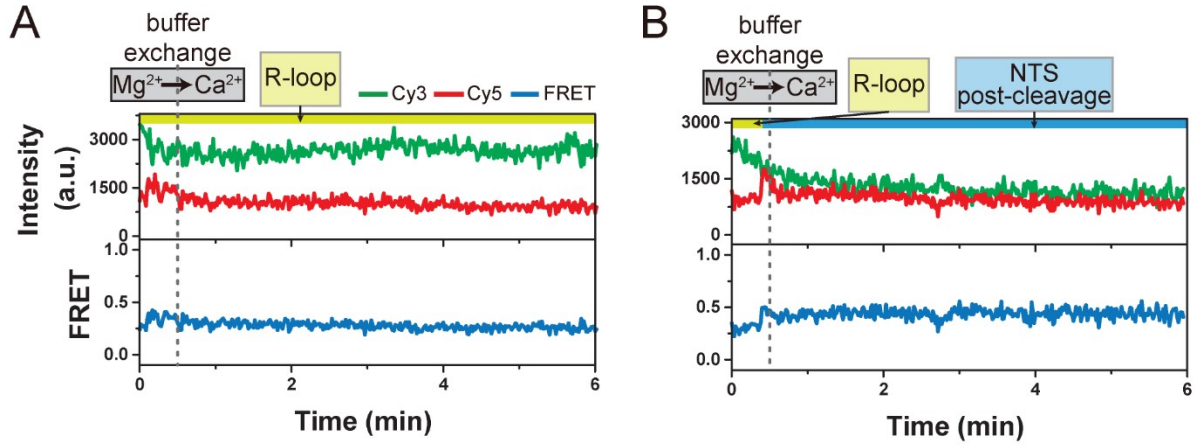 A
buffer
exchange
Mg²⁺→Ca²⁺
R-loop
Cy3 Cy5 FRET
Intensity
(a.u.)
3000
1500
0
FRET
1.0
0.5
0.0
0 2 4 6
Time (min)
B
buffer
exchange
Mg²⁺→Ca²⁺
R-loop
NTS
post-cleavage
3000
1500
0
1.0
0.5
0.0
0 2 4 6
Time (min)